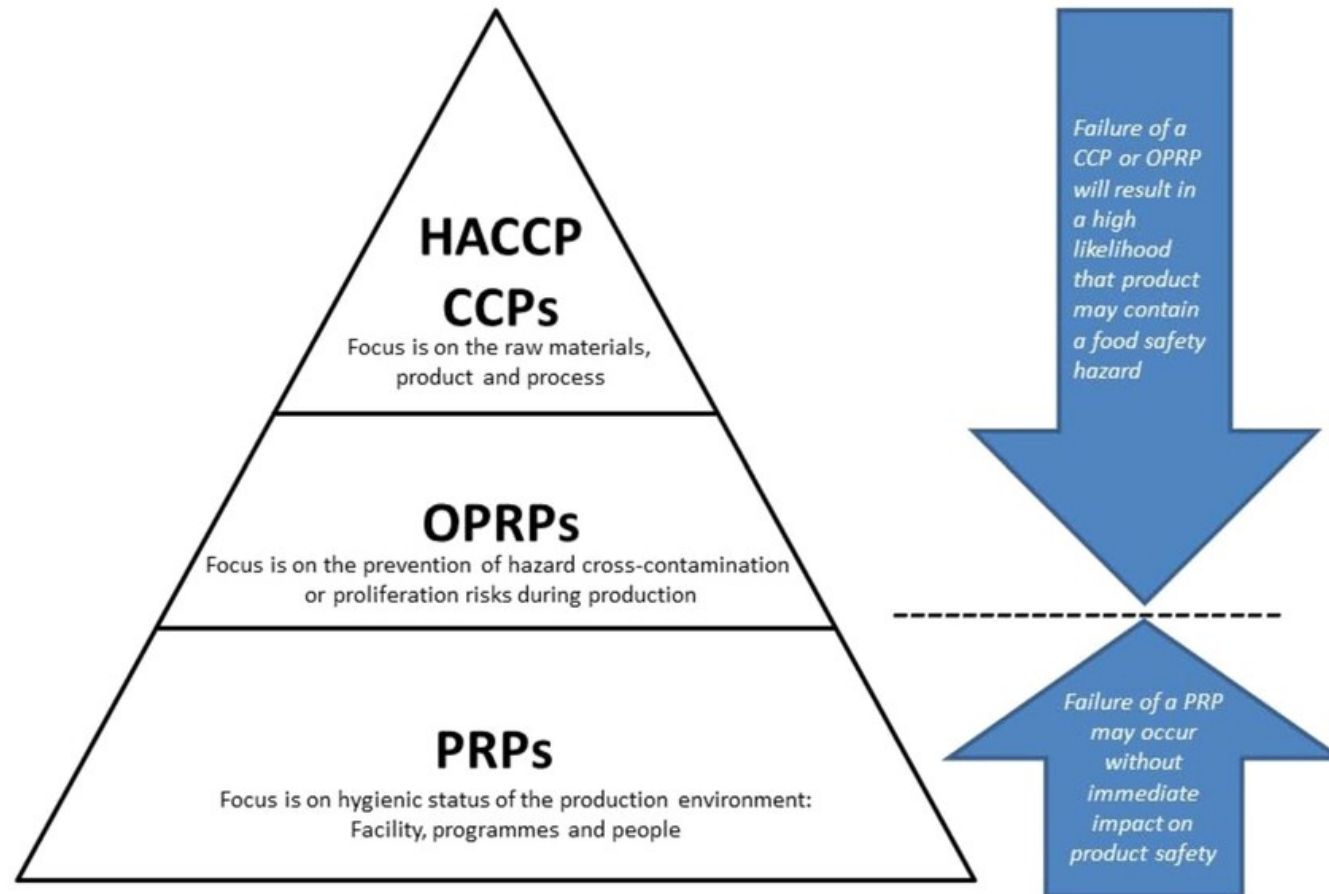 HACCP
CCPs
Focus is on the raw materials,
product and process
OPRPs
Focus is on the prevention of hazard cross-contamination
or proliferation risks during production
PRPs
Focus is on hygienic status of the production environment:
Facility, programmes and people
Failure of a
CCP or OPRP
will result in
a high
likelihood
that product
may contain
a food safety
hazard
Failure of a PRP
may occur
without
immediate
impact on
product safety